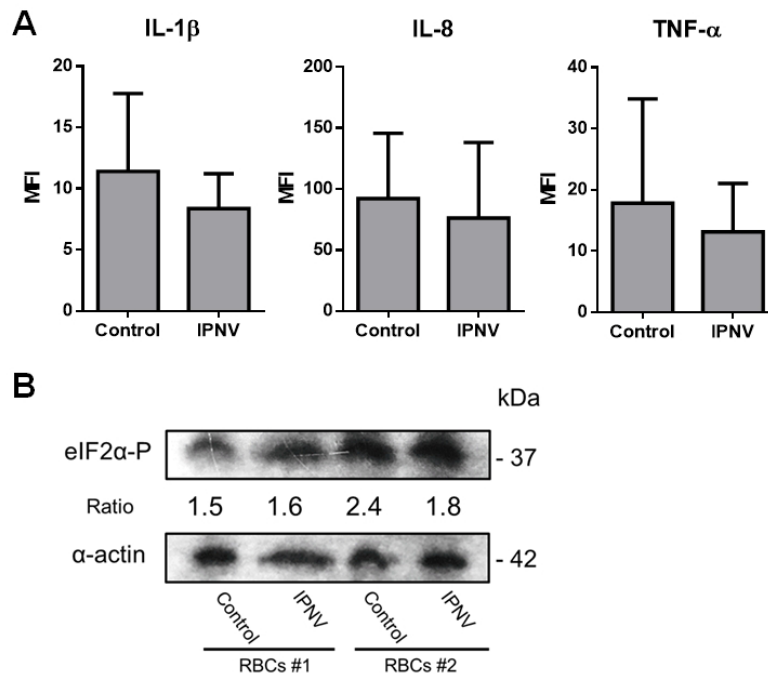 A
IL-1β
IL-8
TNF-α
MFI
20
15
10
5
0
Control
IPNV
MFI
200
150
100
50
0
Control
IPNV
MFI
40
30
20
10
0
Control
IPNV
B
kDa
eIF2α-P
- 37
Ratio 1.5 1.6 2.4 1.8
α-actin
- 42
Control
IPNV
Control
IPNV
RBCs #1
RBCs #2